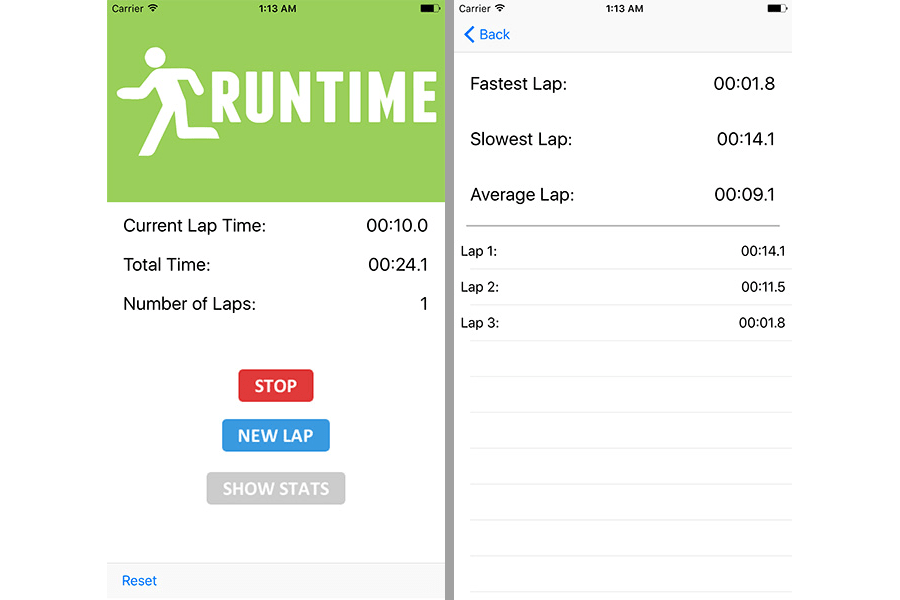 Carrier 1:13 AM
RUNTIME
Current Lap Time: 00:10.0
Total Time: 00:24.1
Number of Laps: 1
STOP
NEW LAP
SHOW STATS
Reset
Carrier 1:13 AM
Back
Fastest Lap: 00:01.8
Slowest Lap: 00:14.1
Average Lap: 00:09.1
Lap 1: 00:14.1
Lap 2: 00:11.5
Lap 3: 00:01.8